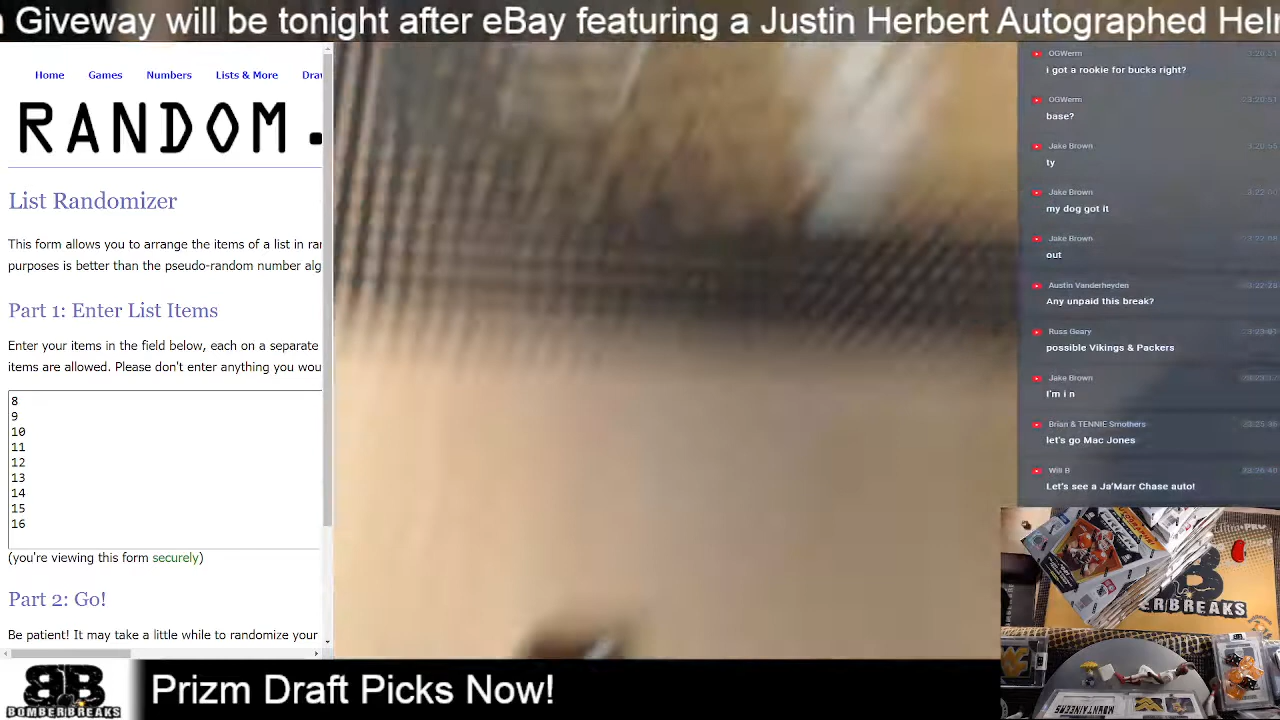 Giveway will be tonight after eBay featuring a Justin Herbert Autographed
Home Games Numbers Lists & More
RANDOM.
List Randomizer
This form allows you to arrange the items of a list in
purposes is better than the pseudo-random number
Part 1: Enter List Items
Enter your items in the field below, each on a separate
items are allowed. Please don't enter anything you
8
9
10
11
12
13
14
15
16
(you're viewing this form securely)
Part 2: Go!
Be patient! It may take a little while to randomize your
OGWerm
i got a rookie for bucks right?
OGWerm
base?
Jake Brown
ty
Jake Brown
my dog got it
Jake Brown
out
Austin Vanderheyden
Any unpaid this break?
Russ Geary
possible Vikings & Packers
Jake Brown
I'm i n
Brian & TENNIE Smothers
let's go Mac Jones
Will B
Let's see a Ja'Marr Chase auto!
ERBREAKS
MOUNTAINEERS
BB
BOMBERBREAKS
Prizm Draft Picks Now!